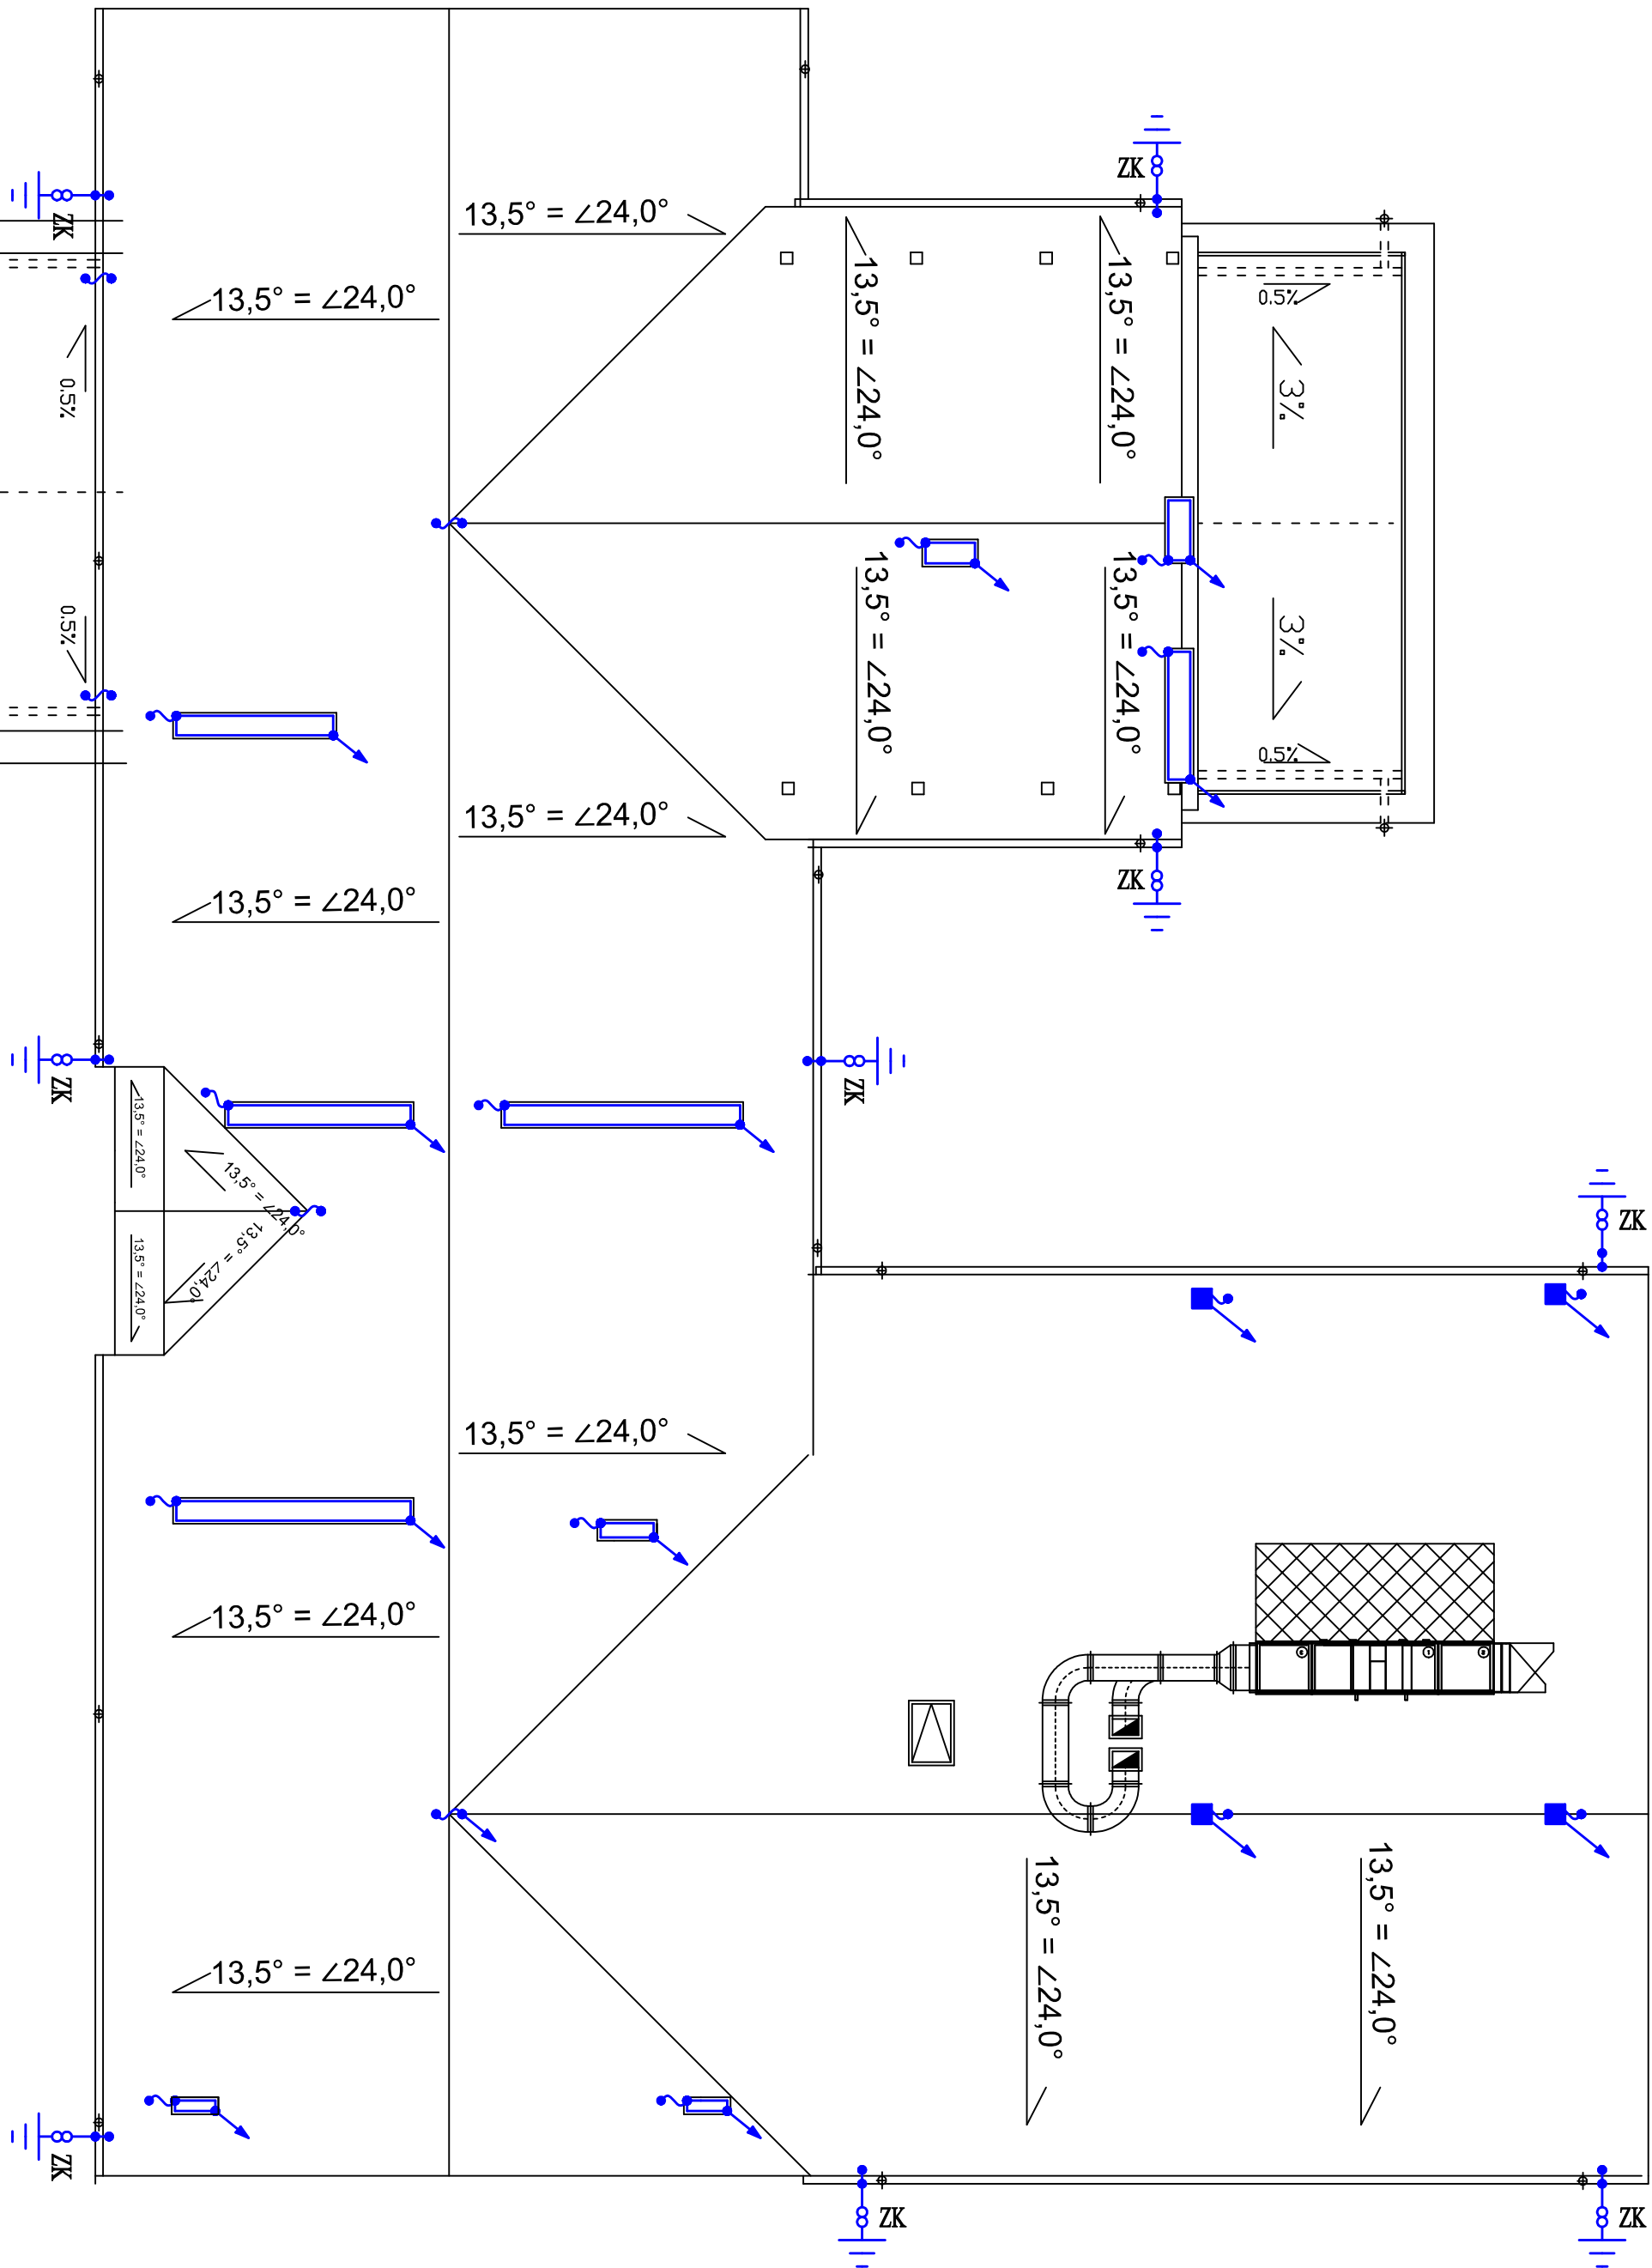 ZK
13,5° = ∠24,0°
ZK
13,5° = ∠24,0°
13,5° = ∠24,0°
13,5° = ∠24,0°
0.5%
3%
0.5%
13,5° = ∠24,0°
13,5° = ∠24,0°
0.5%
3%
0.5%
13,5° = ∠24,0°
ZK
13,5° = ∠24,0°
ZK
ZK
13,5° = ∠24,0°
13,5° = ∠24,0°
ZK
13,5° = ∠24,0°
13,5° = ∠24,0°
13,5° = ∠24,0°
13,5° = ∠24,0°
13,5° = ∠24,0°
13,5° = ∠24,0°
13,5° = ∠24,0°
ZK
ZK
ZK